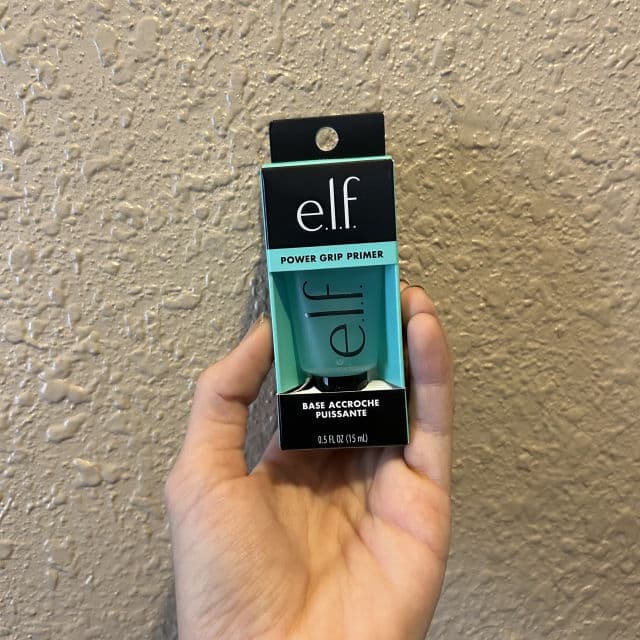 e.l.f.
POWER GRIP PRIMER
e.l.f.
BASE ACCROCHE
PUISSANTE
0.5 FL OZ (15 mL)